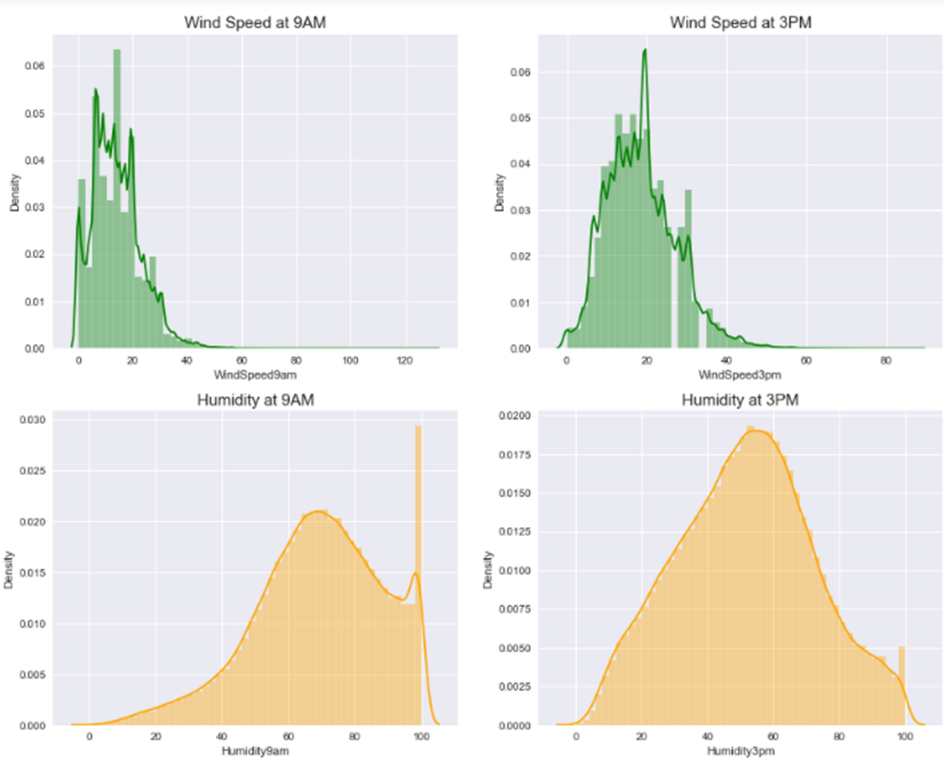 Wind Speed at 9AM
Density
0.06
0.05
0.04
0.03
0.02
0.01
0.00
0 20 40 60 80 100 120
WindSpeed9am
Wind Speed at 3PM
Density
0.06
0.05
0.04
0.03
0.02
0.01
0.00
0 20 40 60 80
WindSpeed3pm
Humidity at 9AM
Density
0.030
0.025
0.020
0.015
0.010
0.005
0.000
0 20 40 60 80 100
Humidity9am
Humidity at 3PM
Density
0.0200
0.0175
0.0150
0.0125
0.0100
0.0075
0.0050
0.0025
0.0000
0 20 40 60 80 100
Humidity3pm